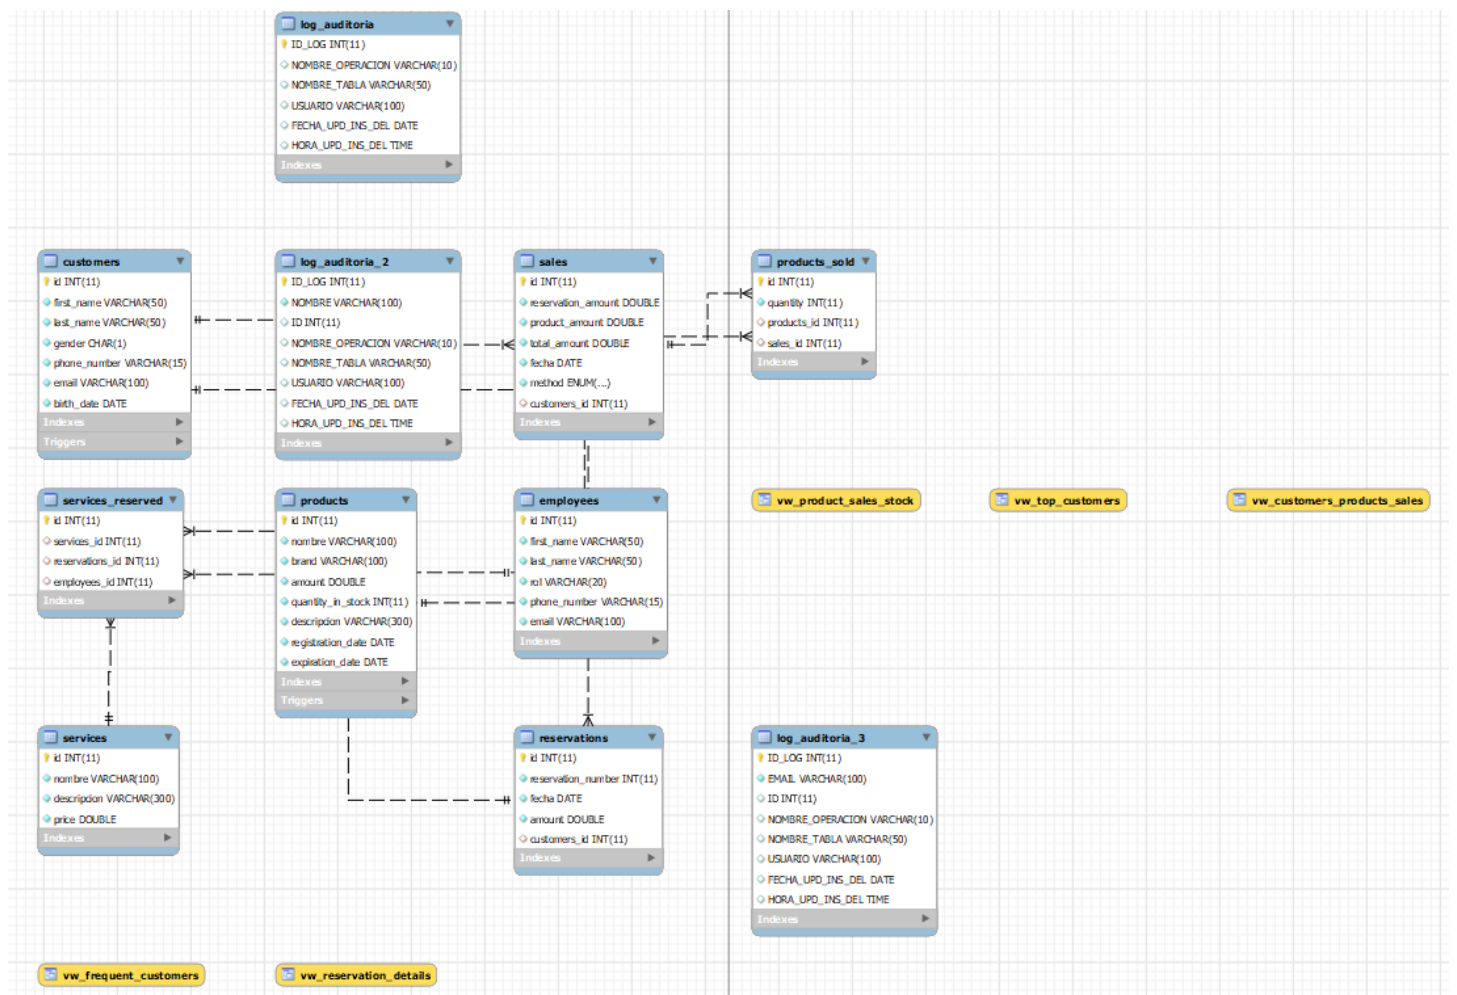 log_auditoria
ID_LOG INT(11)
NOMBRE_OPERACION VARCHAR(10)
NOMBRE_TABLA VARCHAR(50)
USUARIO VARCHAR(100)
FECHA_UPD_INS_DEL DATE
HORA_UPD_INS_DEL TIME
Indexes
customers
id INT(11)
first_name VARCHAR(50)
last_name VARCHAR(50)
gender CHAR(1)
phone_number VARCHAR(15)
email VARCHAR(100)
birth_date DATE
Indexes
Triggers
log_auditoria_2
ID_LOG INT(11)
NOMBRE VARCHAR(100)
ID INT(11)
NOMBRE_OPERACION VARCHAR(10)
NOMBRE_TABLA VARCHAR(50)
USUARIO VARCHAR(100)
FECHA_UPD_INS_DEL DATE
HORA_UPD_INS_DEL TIME
Indexes
sales
id INT(11)
reservation_amount DOUBLE
product_amount DOUBLE
total_amount DOUBLE
fecha DATE
method ENUM(...)
customers_id INT(11)
Indexes
products_sold
id INT(11)
quantity INT(11)
products_id INT(11)
sales_id INT(11)
Indexes
services_reserved
id INT(11)
services_id INT(11)
reservations_id INT(11)
employees_id INT(11)
Indexes
products
id INT(11)
nombre VARCHAR(100)
brand VARCHAR(100)
amount DOUBLE
quantity_in_stock INT(11)
description VARCHAR(300)
registration_date DATE
expiration_date DATE
Indexes
Triggers
employees
id INT(11)
first_name VARCHAR(50)
last_name VARCHAR(50)
rol VARCHAR(20)
phone_number VARCHAR(15)
email VARCHAR(100)
Indexes
vw_product_sales_stock
vw_top_customers
vw_customers_products_sales
services
id INT(11)
nombre VARCHAR(100)
description VARCHAR(300)
price DOUBLE
Indexes
reservations
id INT(11)
reservation_number INT(11)
fecha DATE
amount DOUBLE
customers_id INT(11)
Indexes
log_auditoria_3
ID_LOG INT(11)
EMAIL VARCHAR(100)
ID INT(11)
NOMBRE_OPERACION VARCHAR(10)
NOMBRE_TABLA VARCHAR(50)
USUARIO VARCHAR(100)
FECHA_UPD_INS_DEL DATE
HORA_UPD_INS_DEL TIME
Indexes
vw_frequent_customers
vw_reservation_details